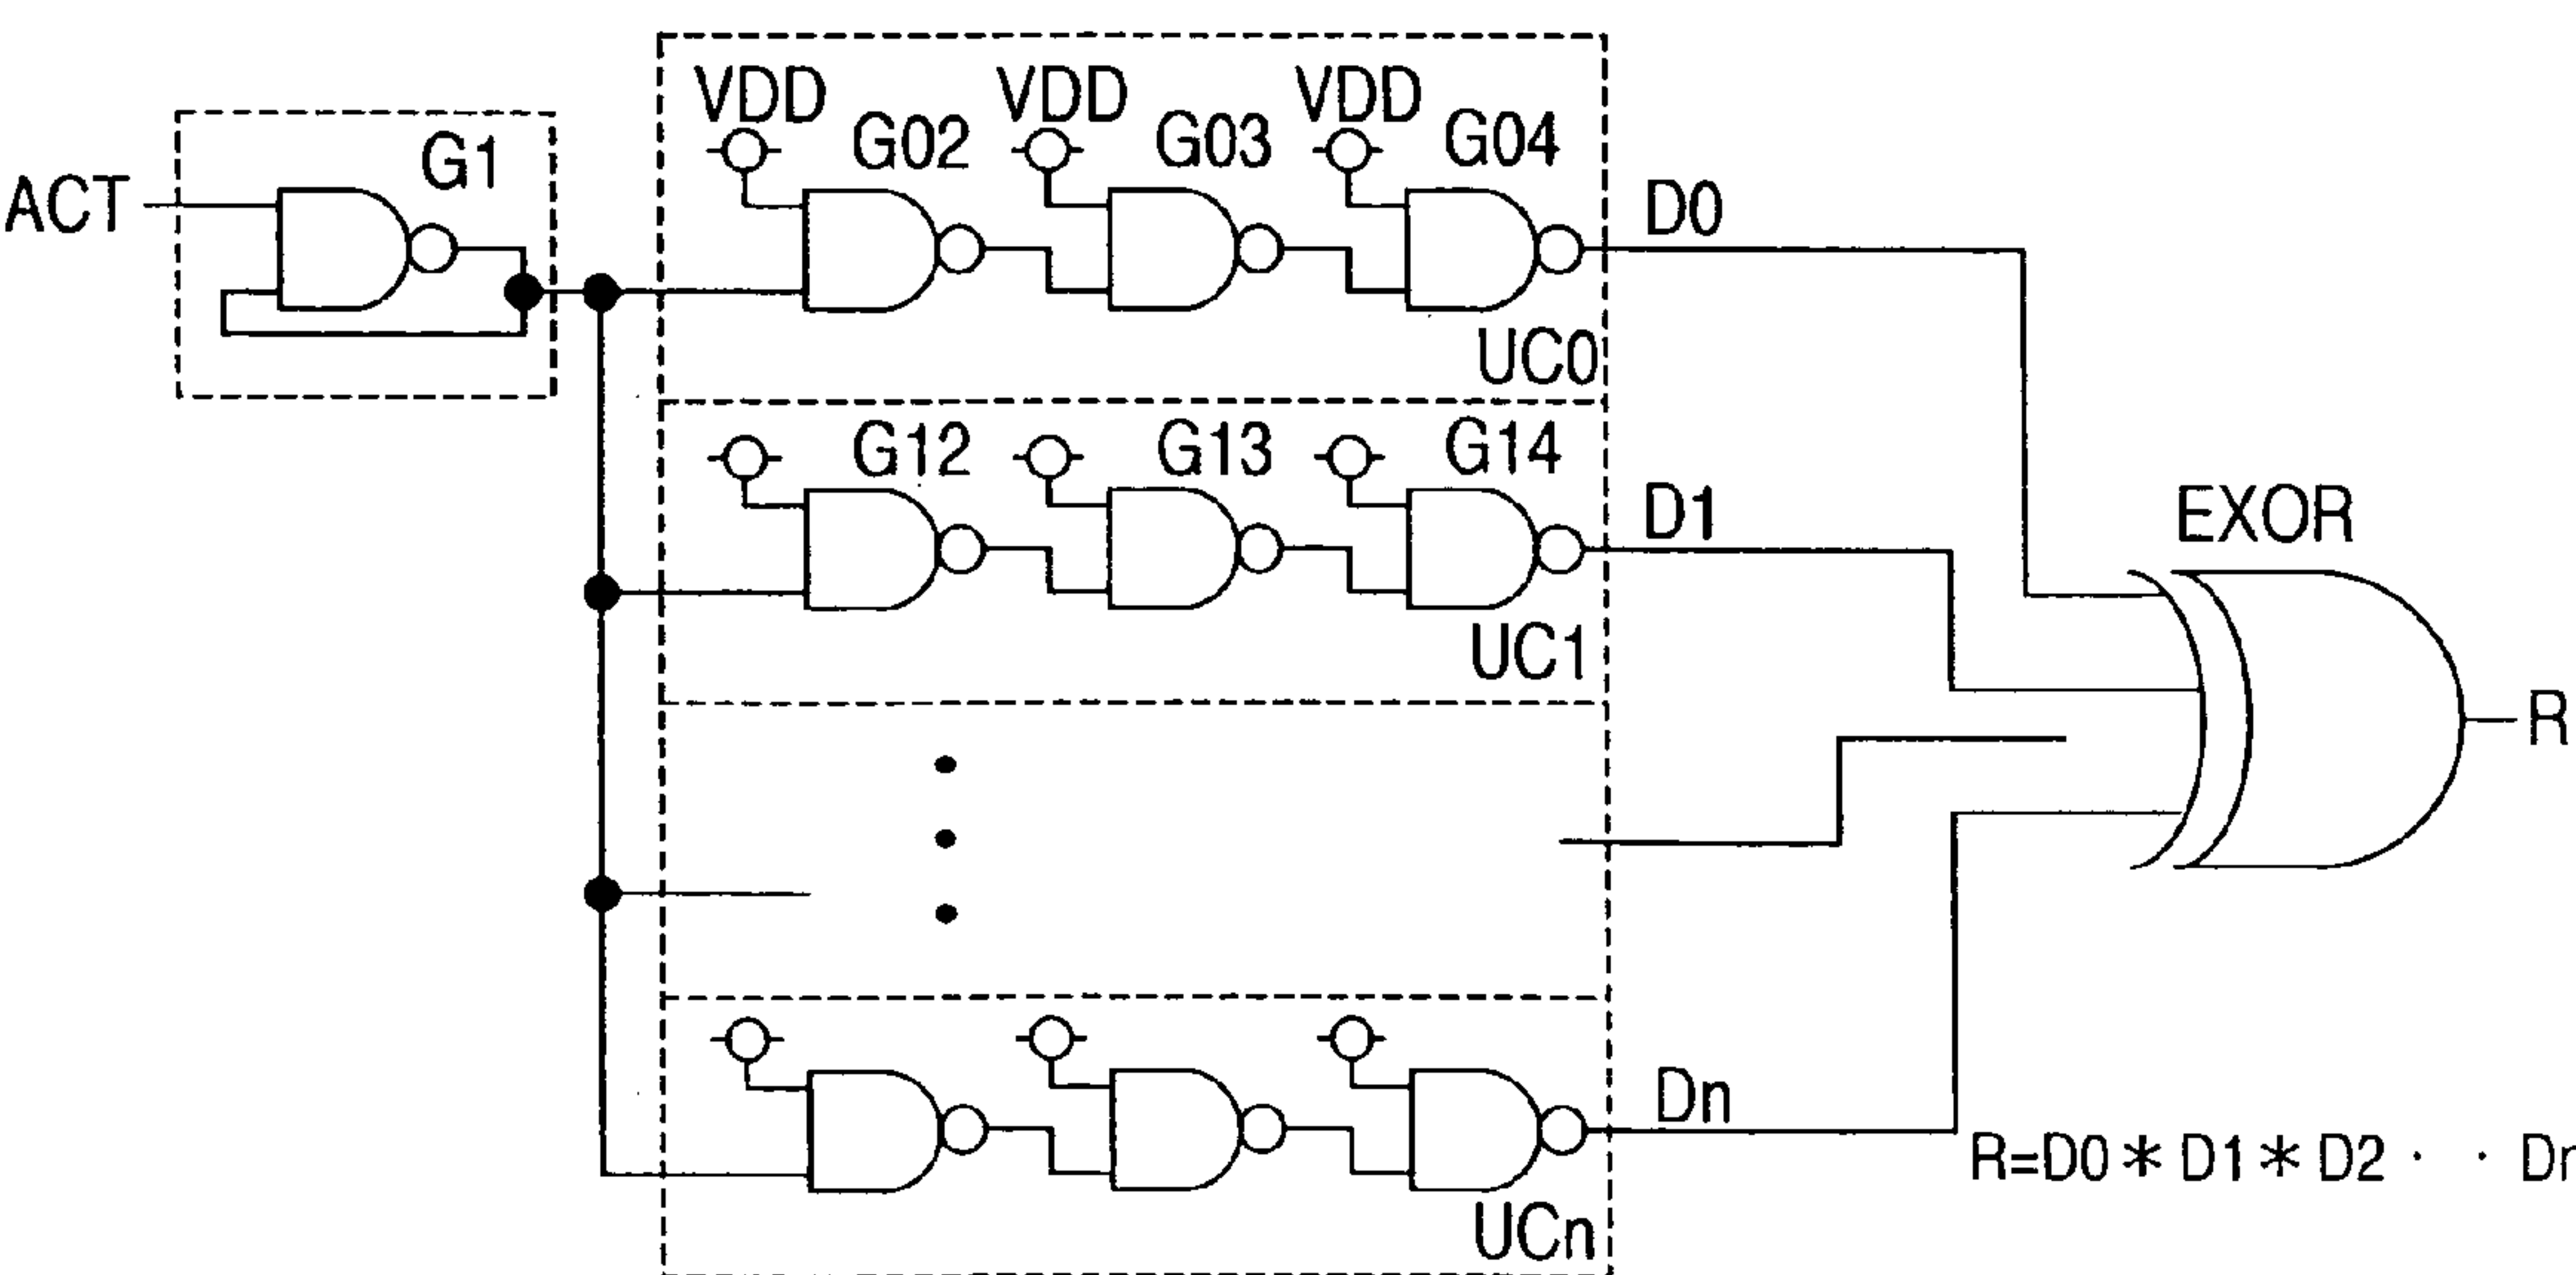 VDD VDD VDD
G1 G02 G03 G04
ACT D0
UC0
G12 G13 G14
D1 EXOR
UC1
R
Dn
R=D0 * D1 * D2 · · Dn
UCn